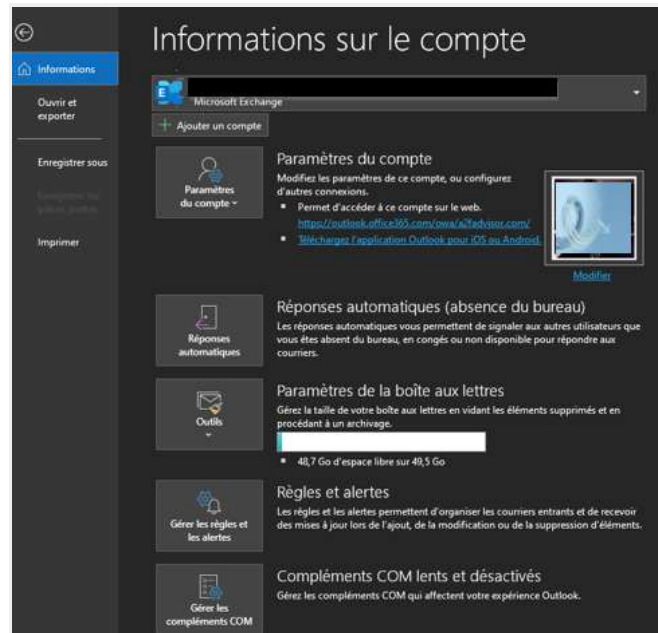 Informations sur le compte
Informations
Ouvrir et
exporter
Enregistrer sous
Imprimer
Microsoft Exchange
Ajouter un compte
Paramètres
du compte
Paramètres du compte
Modifiez les paramètres de ce compte, ou configurez
d'autres connexions.
Permet d'accéder à ce compte sur le web.
https://outlook.office365.com/owa/a2fadvisor.com/
Téléchargez l'application Outlook pour iOS ou Android.
Modifier
Réponses
automatiques
Réponses automatiques (absence du bureau)
Les réponses automatiques vous permettent de signaler aux autres utilisateurs que
vous êtes absent du bureau, en congés ou non disponible pour répondre aux
courriers.
Outils
Paramètres de la boîte aux lettres
Gérez la taille de votre boîte aux lettres en vidant les éléments supprimés et en
procédant à un archivage.
48,7 Go d'espace libre sur 49,5 Go
Gérer les règles et
les alertes
Règles et alertes
Les règles et les alertes permettent d'organiser les courriers entrants et de recevoir
des mises à jour lors de l'ajout, de la modification ou de la suppression d'éléments.
Gérer les
compléments COM
Compléments COM lents et désactivés
Gérez les compléments COM qui affectent votre expérience Outlook.